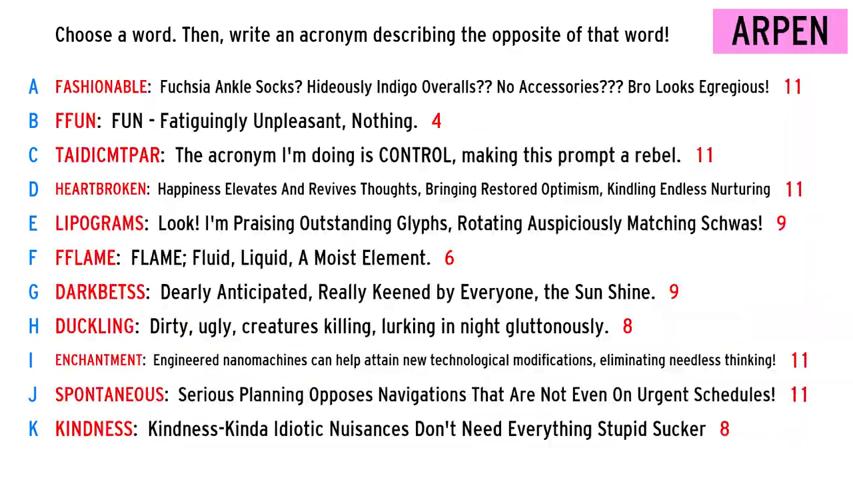 Choose a word. Then, write an acronym describing the opposite of that word!
ARPEN
A FASHIONABLE: Fuchsia Ankle Socks? Hideously Indigo Overalls?? No Accessories??? Bro Looks Egregious! 11
B FFUN: FUN - Fatiguingly Unpleasant, Nothing. 4
C TAIDICMTPAR: The acronym I'm doing is CONTROL, making this prompt a rebel. 11
D HEARTBROKEN: Happiness Elevates And Revives Thoughts, Bringing Restored Optimism, Kindling Endless Nurturing 11
E LIPOGRAMS: Look! I'm Praising Outstanding Glyphs, Rotating Auspiciously Matching Schwas! 9
F FFLAME: FLAME; Fluid, Liquid, A Moist Element. 6
G DARKBETSS: Dearly Anticipated, Really Keened by Everyone, the Sun Shine. 9
H DUCKLING: Dirty, ugly, creatures killing, lurking in night gluttonously. 8
I ENCHANTMENT: Engineered nanomachines can help attain new technological modifications, eliminating needless thinking! 11
J SPONTANEOUS: Serious Planning Opposes Navigations That Are Not Even On Urgent Schedules! 11
K KINDNESS: Kindness-Kinda Idiotic Nuisances Don't Need Everything Stupid Sucker 8